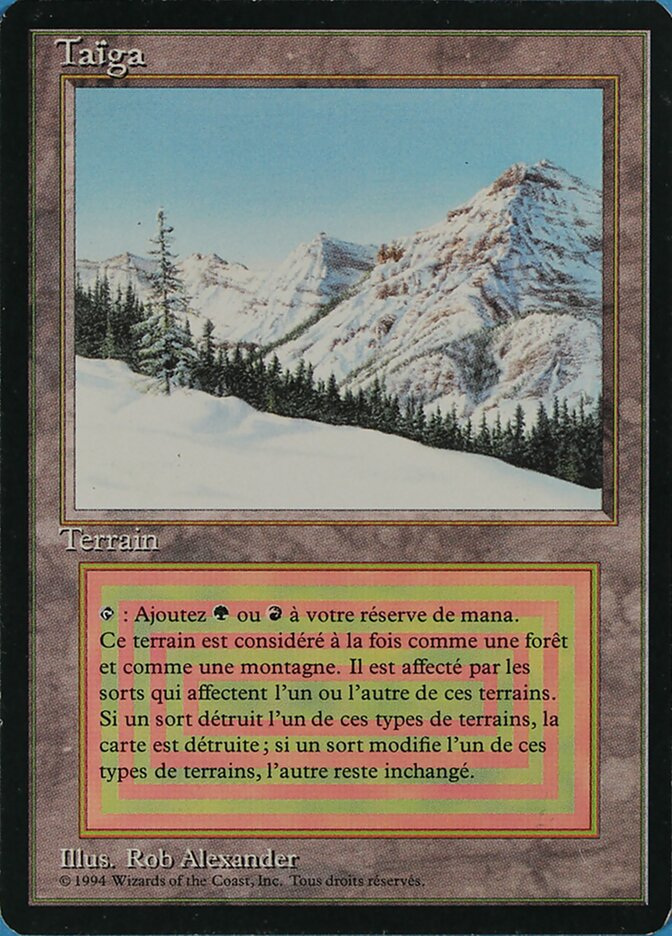 Taïga
Terrain
: Ajoutez ou à votre réserve de mana.
Ce terrain est considéré à la fois comme une forêt
et comme une montagne. Il est affecté par les
sorts qui affectent l'un ou l'autre de ces terrains.
Si un sort détruit l'un de ces types de terrains, la
carte est détruite ; si un sort modifie l'un de ces
types de terrains, l'autre reste inchangé.
Illus. Rob Alexander
© 1994 Wizards of the Coast, Inc. Tous droits réservés.